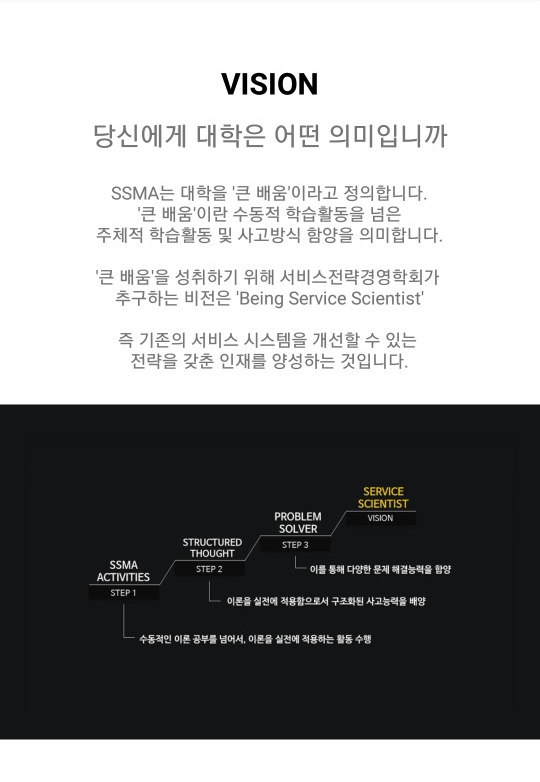 VISION
당신에게 대학은 어떤 의미입니까
SSMA는 대학을 '큰 배움'이라고 정의합니다.
'큰 배움'이란 수동적 학습활동을 넘은
주체적 학습활동 및 사고방식 함양을 의미합니다.
'큰 배움'을 성취하기 위해 서비스전략경영학회가
추구하는 비전은 'Being Service Scientist'
즉 기존의 서비스 시스템을 개선할 수 있는
전략을 갖춘 인재를 양성하는 것입니다.
SERVICE
SCIENTIST
VISION
PROBLEM
SOLVER
STEP 3
이를 통해 다양한 문제 해결능력을 함양
STRUCTURED
THOUGHT
STEP 2
이론을 실전에 적용함으로서 구조화된 사고능력을 배양
SSMA
ACTIVITIES
STEP 1
수동적인 이론 공부를 넘어서, 이론을 실전에 적용하는 활동 수행